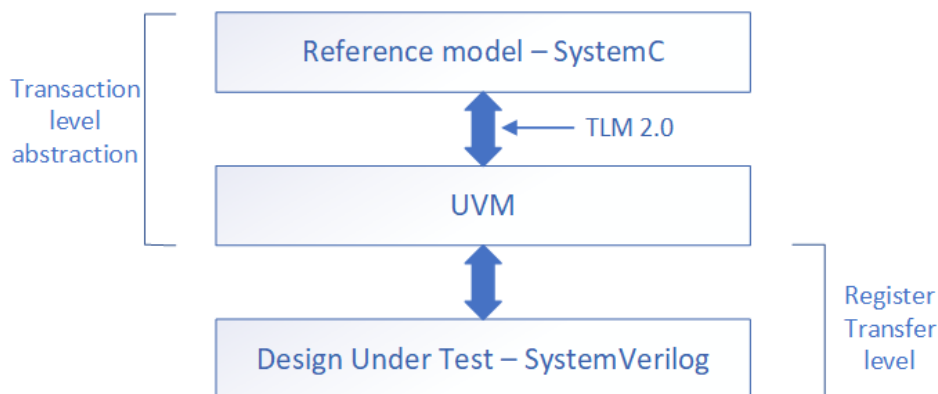 Reference model – SystemC
Transaction
level
abstraction
TLM 2.0
UVM
Register
Transfer
level
Design Under Test – SystemVerilog